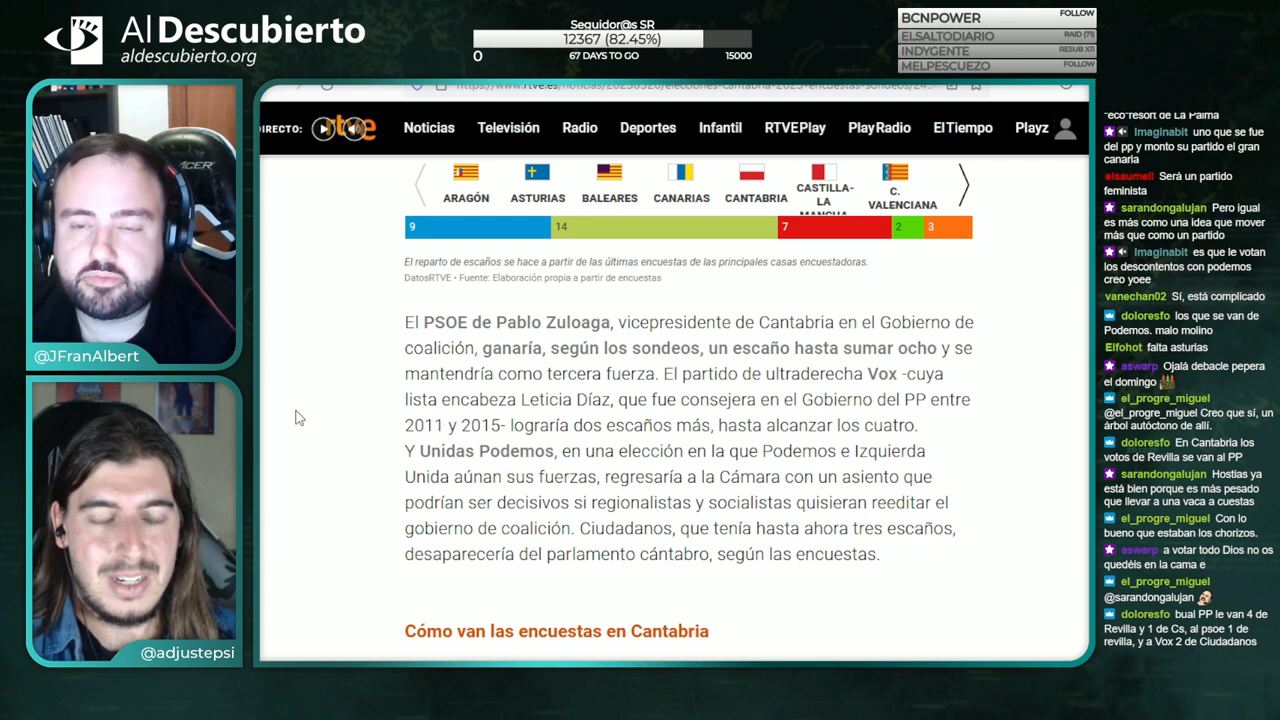 Al Descubierto
aldescubierto.org
Seguidor@s SR
12367 (82.45%)
0
67 DAYS TO GO
15000
BCNPOWER
FOLLOW
ELSALTODIARIO
RAID (71)
INDYGENTE
RESUB X11
MELPESCUEZO
FOLLOW
ACER
@JFranAlbert
@adjustepsi
DIRECTO:
rtve
Noticias
Televisión
Radio
Deportes
Infantil
RTVEPlay
PlayRadio
ElTiempo
Playz
ARAGÓN
ASTURIAS
BALEARES
CANARIAS
CANTABRIA
CASTILLA-
LA
MANCHA
C.
VALENCIANA
9
14
7
2
3
El reparto de escaños se hace a partir de las últimas encuestas de las principales casas encuestadoras.
DatosRTVE • Fuente: Elaboración propia a partir de encuestas
El PSOE de Pablo Zuloaga, vicepresidente de Cantabria en el Gobierno de
coalición, ganaría, según los sondeos, un escaño hasta sumar ocho y se
mantendría como tercera fuerza. El partido de ultraderecha Vox -cuya
lista encabeza Leticia Díaz, que fue consejera en el Gobierno del PP entre
2011 y 2015- lograría dos escaños más, hasta alcanzar los cuatro.
Y Unidas Podemos, en una elección en la que Podemos e Izquierda
Unida aúnan sus fuerzas, regresaría a la Cámara con un asiento que
podrían ser decisivos si regionalistas y socialistas quisieran reeditar el
gobierno de coalición. Ciudadanos, que tenía hasta ahora tres escaños,
desaparecería del parlamento cántabro, según las encuestas.
Cómo van las encuestas en Cantabria
"eco"resort de La Palma
Imaginabit uno que se fue
del pp y monto su partido el gran
canaria
elsaumell Será un partido
feminista
sarandongalujan Pero igual
es más como una idea que mover
más que como un partido
Imaginabit es que le votan
los descontentos con podemos
creo yoee
vanechan02 Sí, está complicado
doloresfo los que se van de
Podemos. malo molino
Elfohot falta asturias
aswarp Ojalá debacle pepera
el domingo
el_progre_miguel
@el_progre_miguel Creo que sí, un
árbol autóctono de allí.
doloresfo En Cantabria los
votos de Revilla se van al PP
sarandongalujan Hostias ya
está bien porque es más pesado
que llevar a una vaca a cuestas
el_progre_miguel Con lo
bueno que estaban los chorizos.
aswarp a votar todo Dios no os
quedéis en la cama e
el_progre_miguel
@sarandongalujan
doloresfo bual PP le van 4 de
Revilla y 1 de Cs, al psoe 1 de
revilla, y a Vox 2 de Ciudadanos